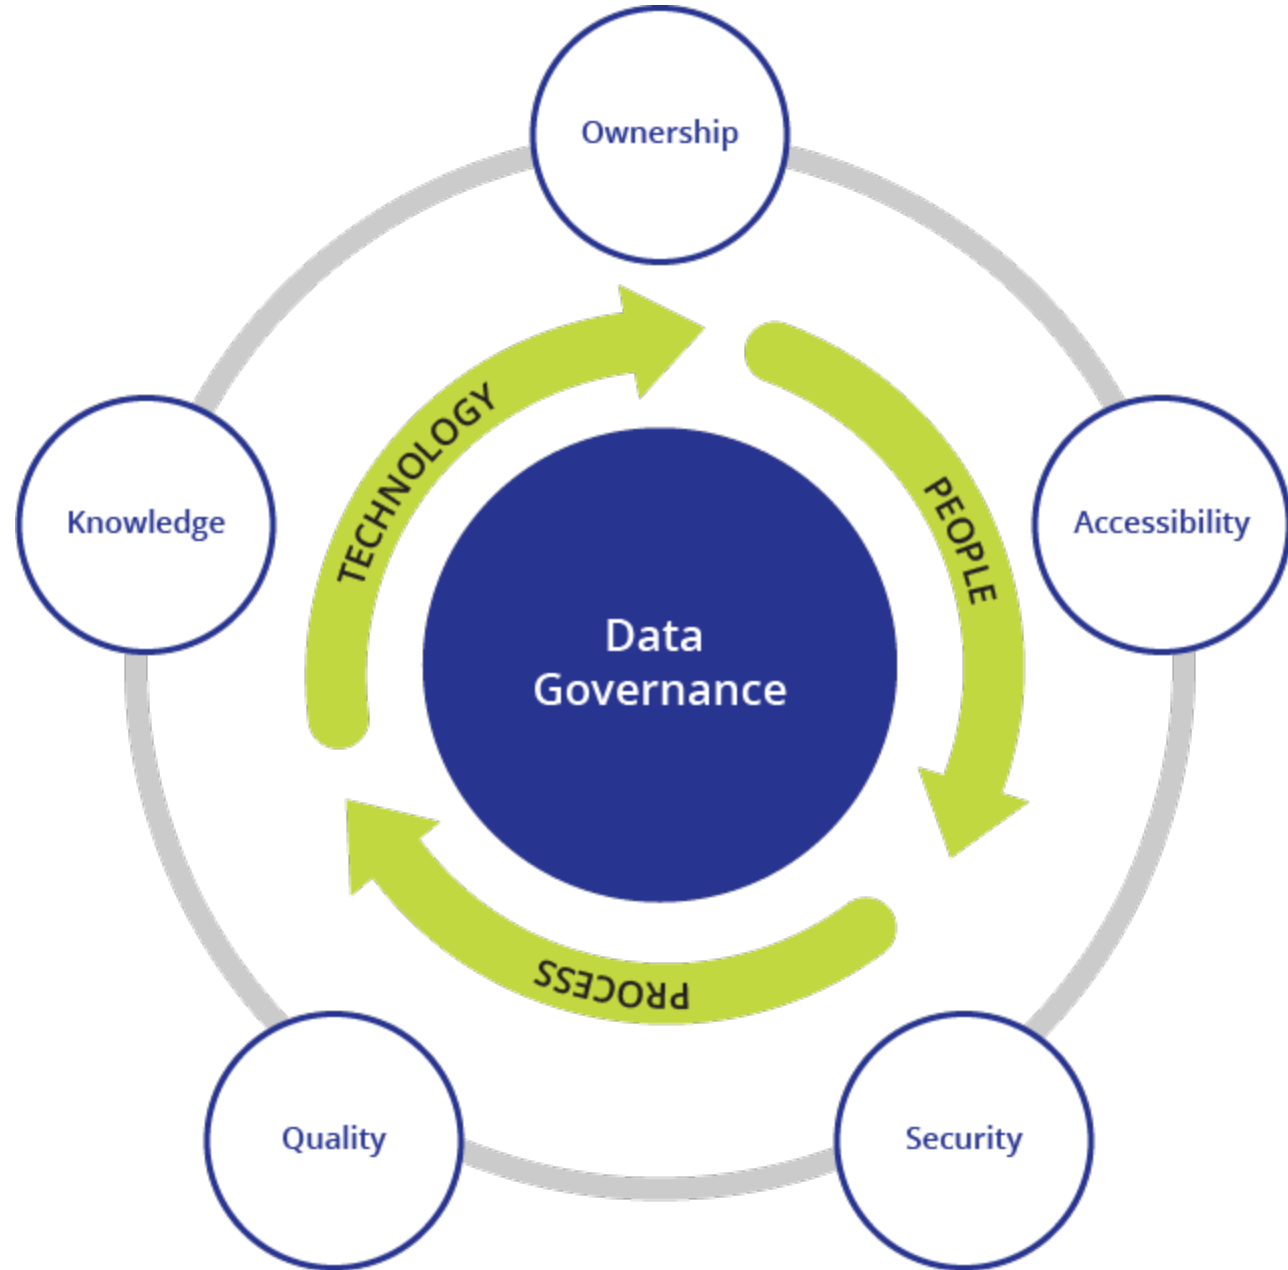 Ownership
TECHNOLOGY
PEOPLE
Knowledge
Accessibility
Data
Governance
PROCESS
Quality
Security